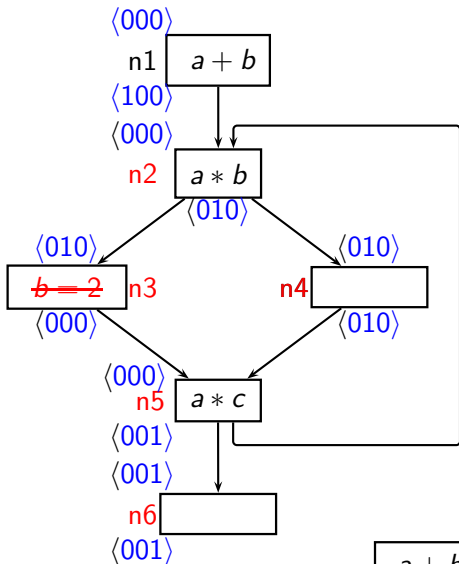 ⟨000⟩
n1 a + b
⟨100⟩
⟨000⟩
n2 a ∗ b
⟨010⟩
⟨010⟩ ⟨010⟩
b = 2 n3 n4
⟨000⟩ ⟨010⟩
⟨000⟩
n5 a ∗ c
⟨001⟩
⟨001⟩
n6
⟨001⟩
a + b